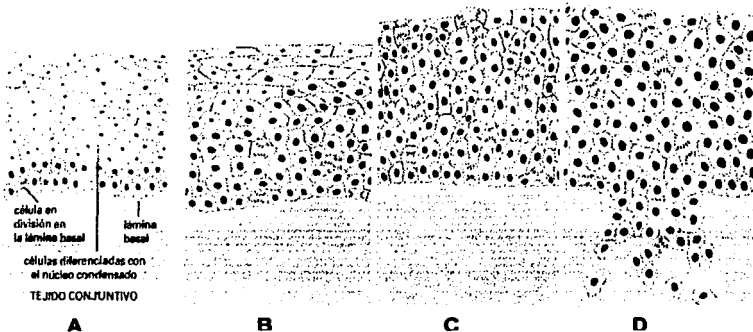 célula en
división en
la lámina basal
lámina
basal
células diferenciadas con
el núcleo condensado
TEJIDO CONJUNTIVO
A
B
C
D